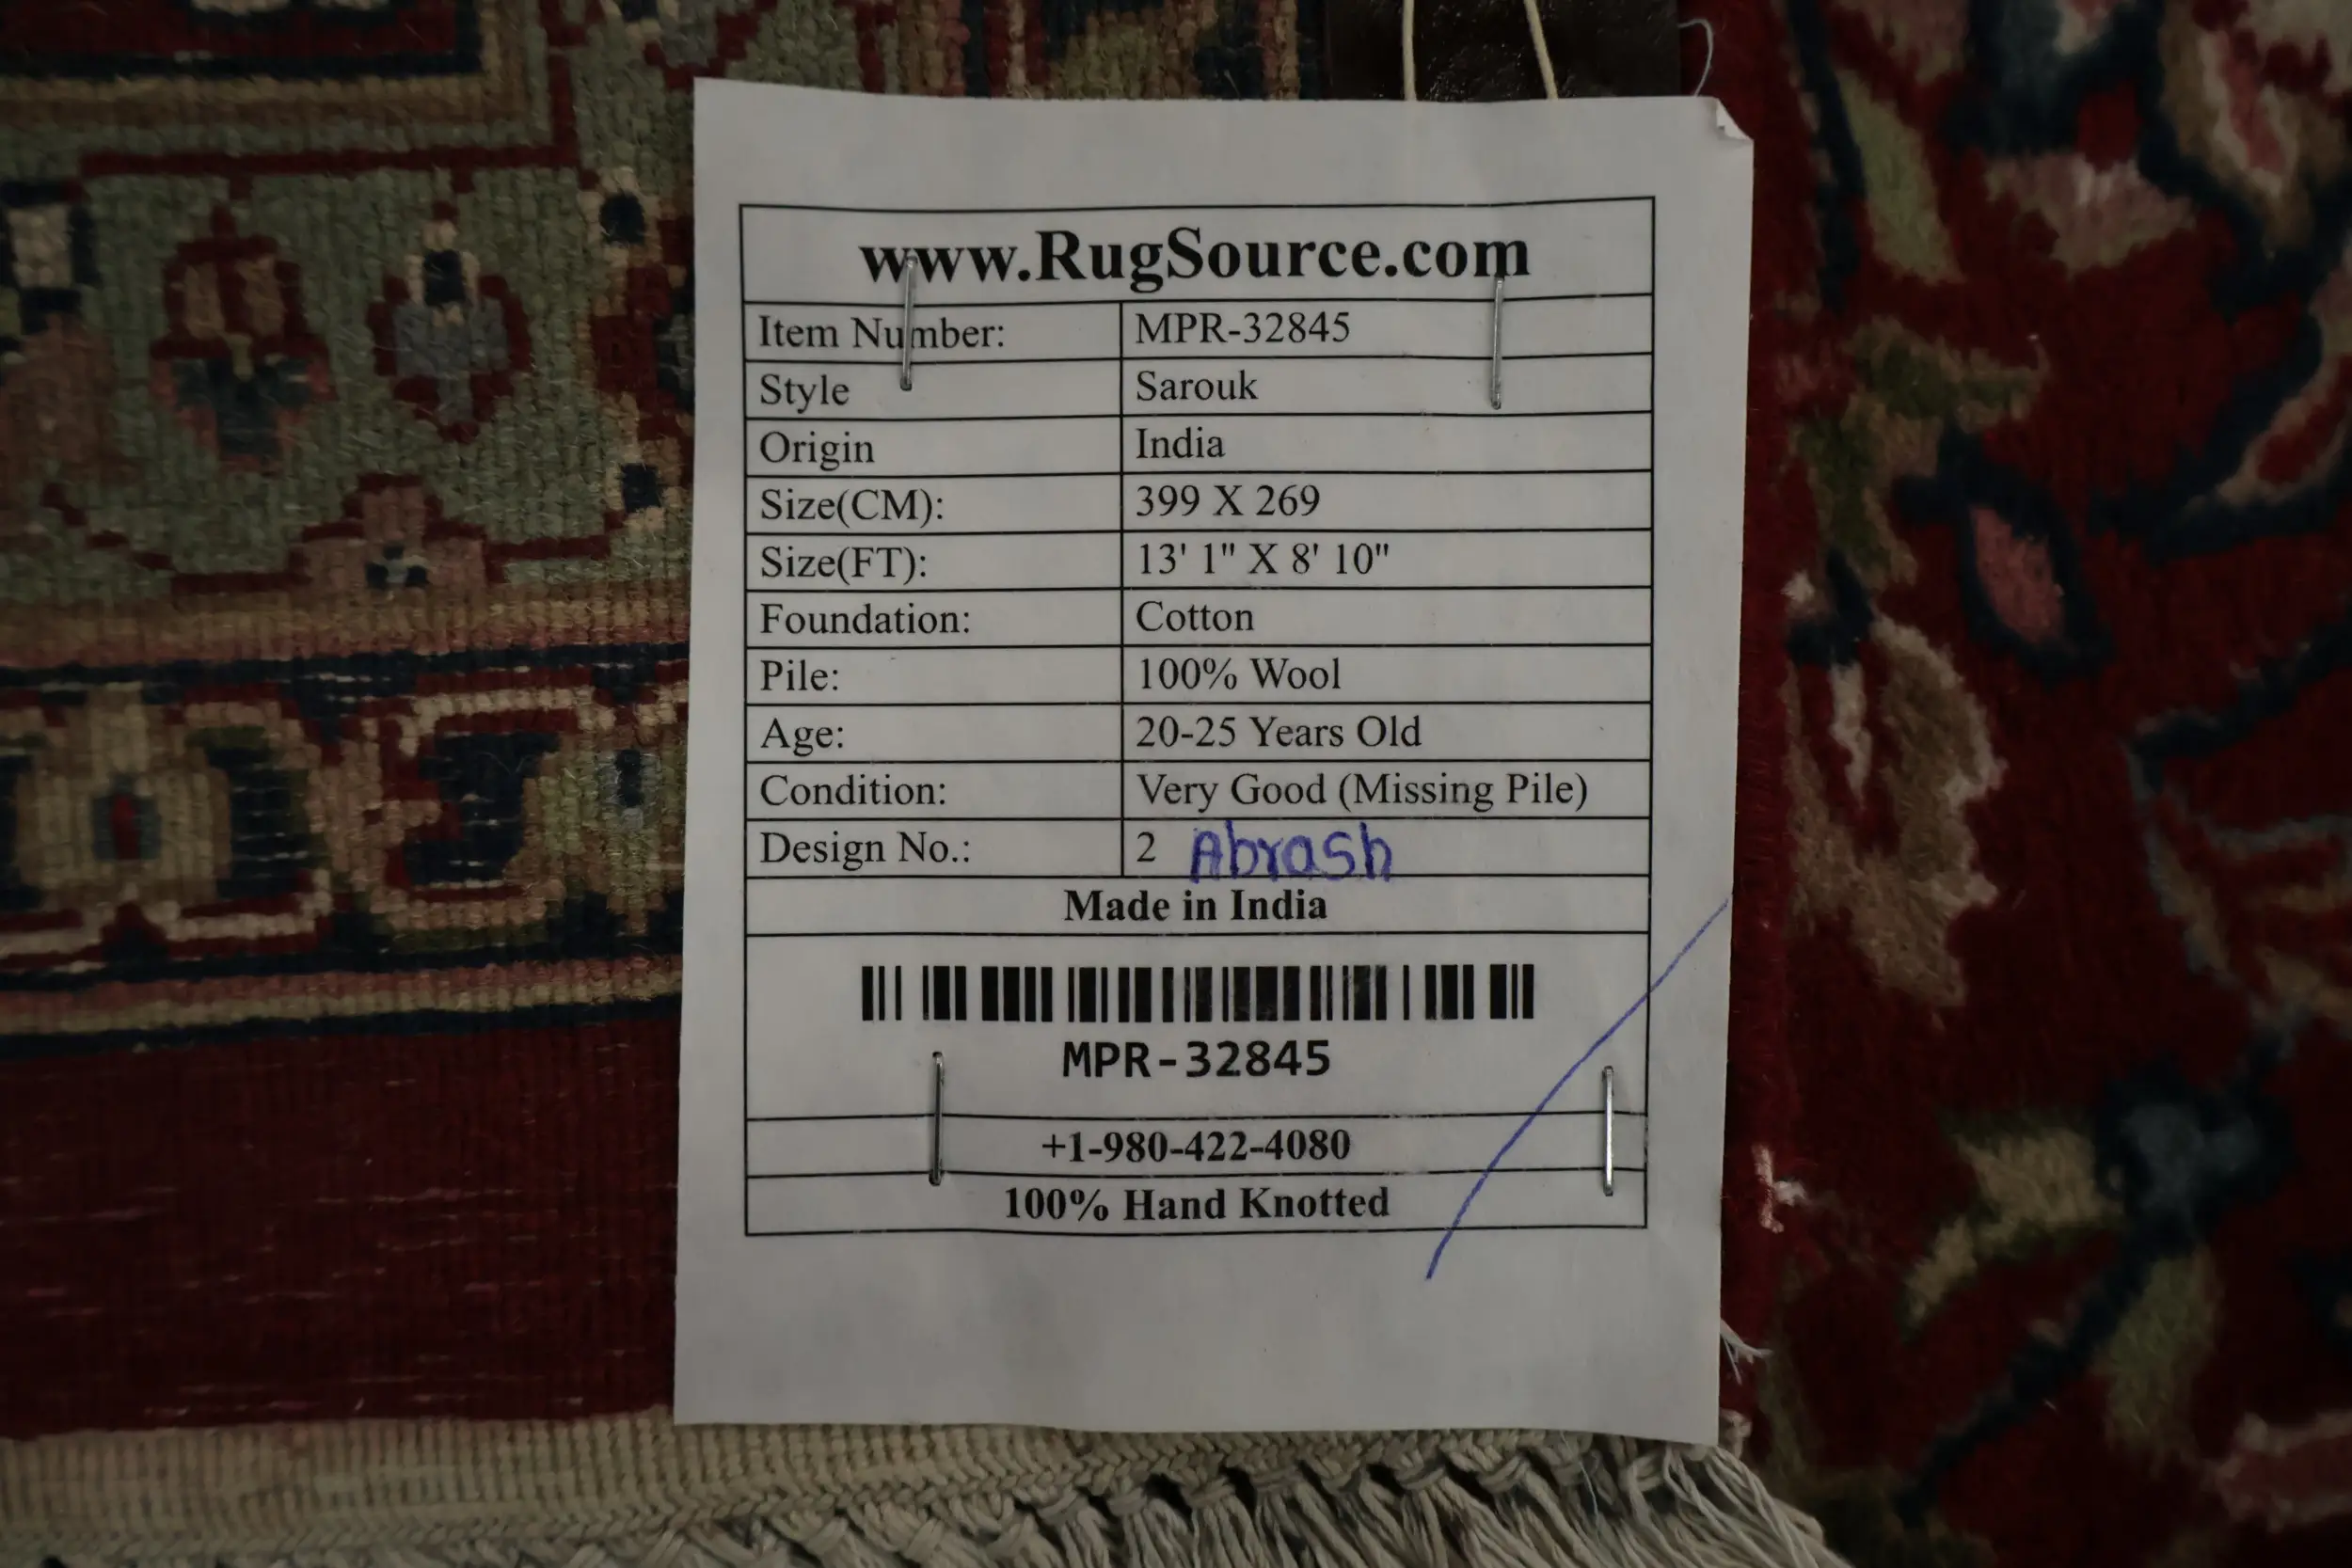 www.RugSource.com
Item Number: MPR-32845
Style Sarouk
Origin India
Size(CM): 399 X 269
Size(FT): 13' 1" X 8' 10"
Foundation: Cotton
Pile: 100% Wool
Age: 20-25 Years Old
Condition: Very Good (Missing Pile)
Design No.: 2 Abrash
Made in India
MPR-32845
+1-980-422-4080
100% Hand Knotted